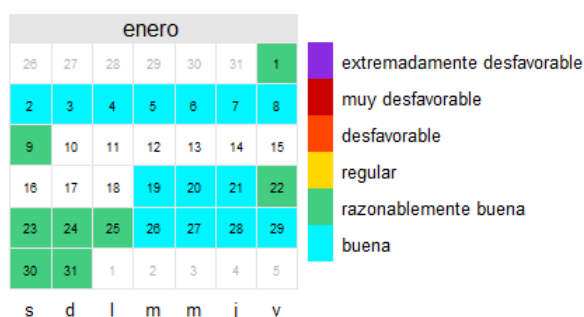 enero
26 27 28 29 30 31 1
2 3 4 5 6 7 8
9 10 11 12 13 14 15
16 17 18 19 20 21 22
23 24 25 26 27 28 29
30 31 1 2 3 4 5
s d l m m j v
extremadamente desfavorable
muy desfavorable
desfavorable
regular
razonablemente buena
buena